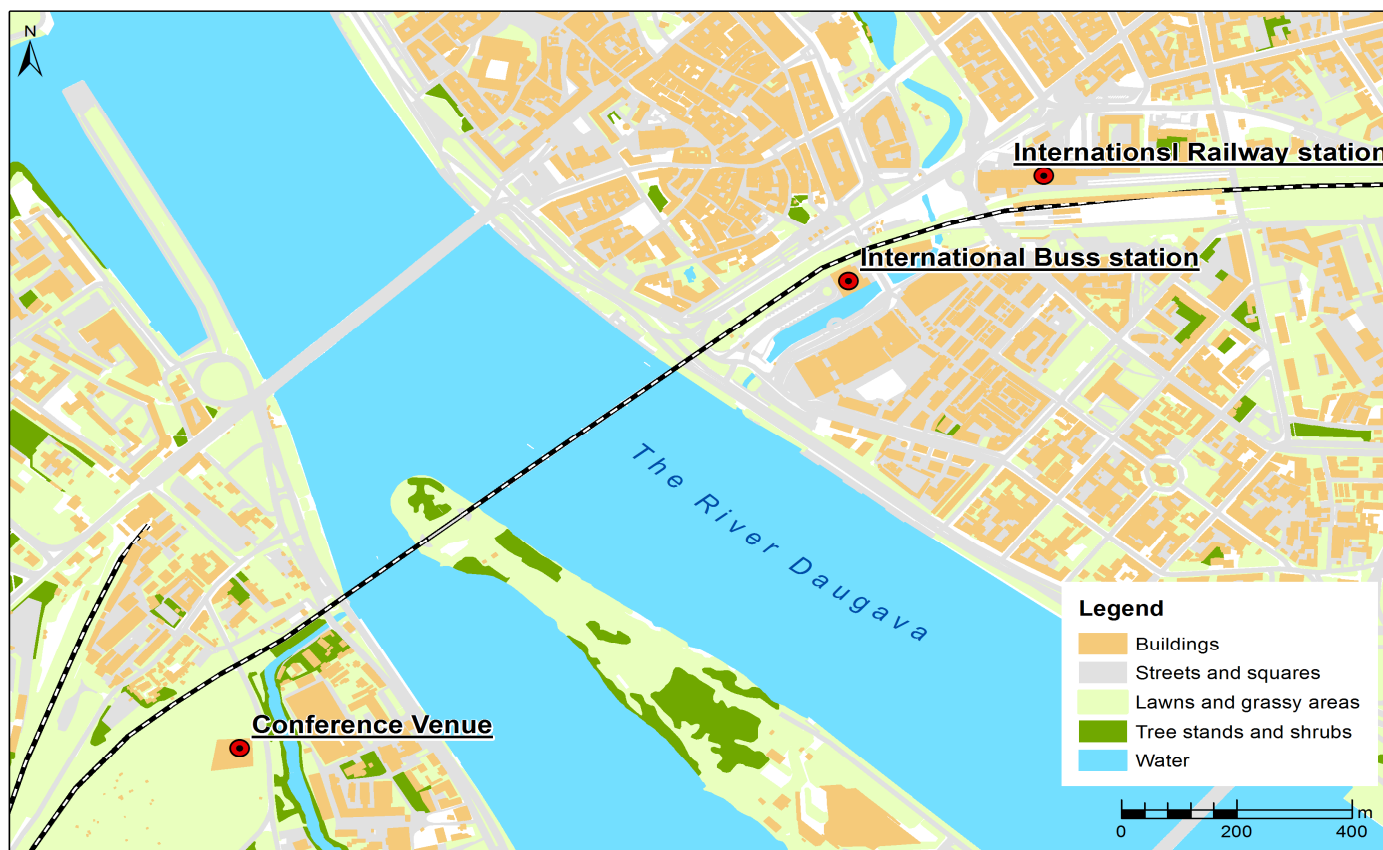 N
Internationsl Railway station
International Buss station
The River Daugava
Conference Venue
Legend
Buildings
Streets and squares
Lawns and grassy areas
Tree stands and shrubs
Water
m
0 200 400